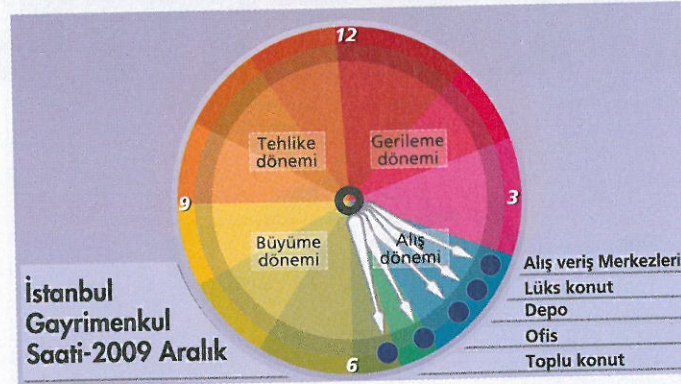 12
Tehlike
dönemi
Gerileme
dönemi
9
3
Büyüme
dönemi
Alış
dönemi
6
İstanbul
Gayrimenkul
Saati-2009 Aralık
Alış veriş Merkezleri
Lüks konut
Depo
Ofis
Toplu konut